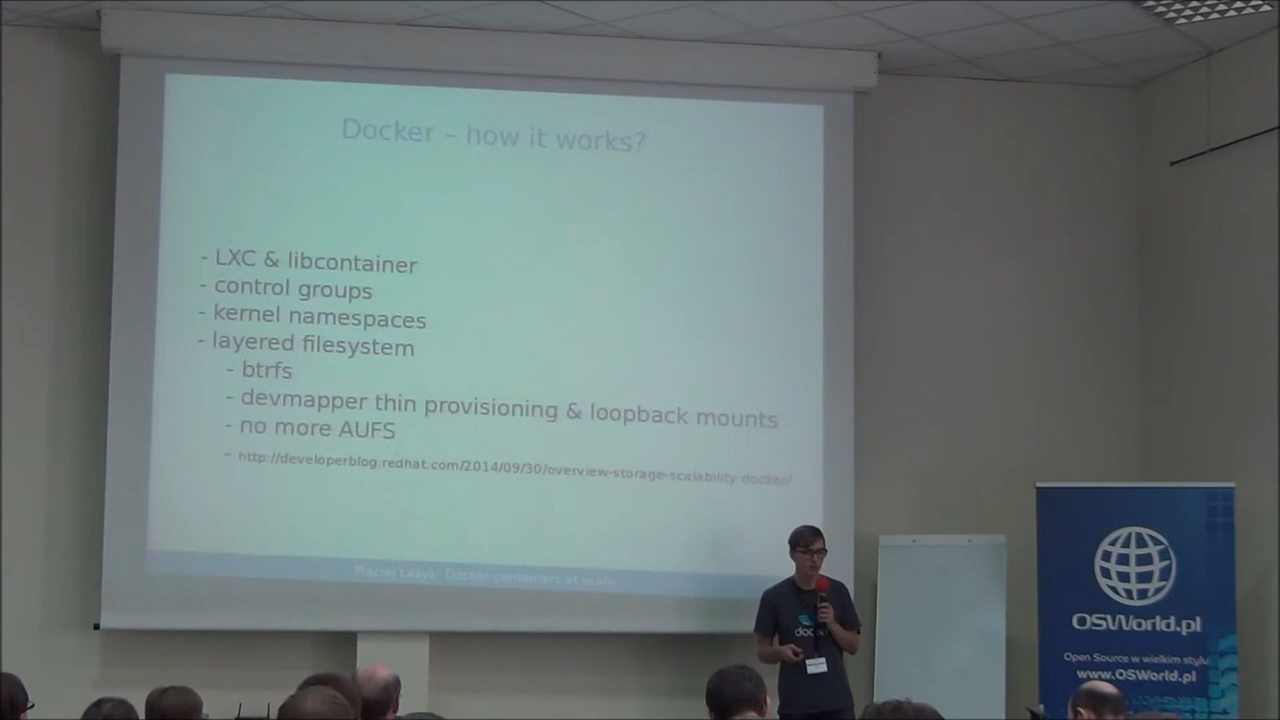 Docker – how it works?
- LXC & libcontainer
- control groups
- kernel namespaces
- layered filesystem
- btrfs
- devmapper thin provisioning & loopback mounts
- no more AUFS
- http://developerblog.redhat.com/2014/09/30/overview-storage-scalability-docker/
Maciej Lasyk, Docker containers at scale
OSWorld.pl
Open Source w wielkim stylu
www.OSWorld.pl